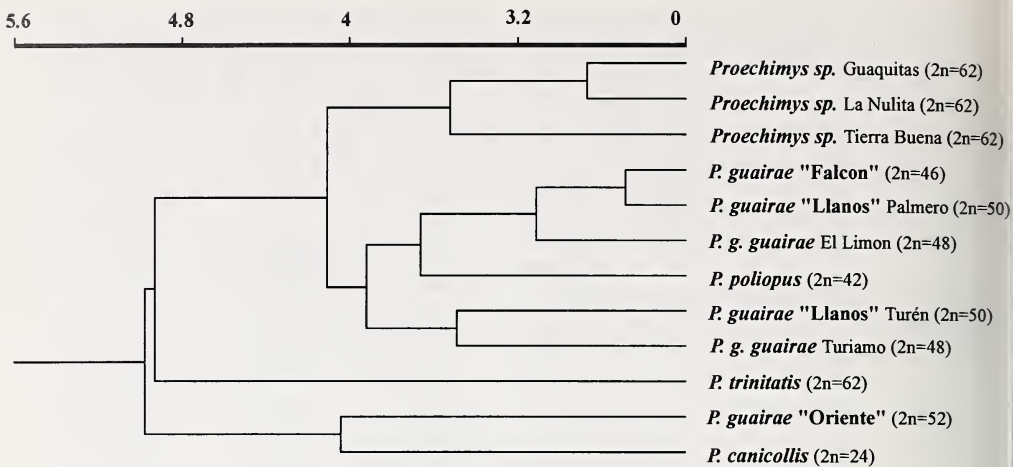 5.6 4.8 4 3.2 0
Proechimys sp. Guaquitas (2n=62)
Proechimys sp. La Nulita (2n=62)
Proechimys sp. Tierra Buena (2n=62)
P. guairae "Falcon" (2n=46)
P. guairae "Llanos" Palmero (2n=50)
P. g. guairae El Limon (2n=48)
P. poliopus (2n=42)
P. guairae "Llanos" Turén (2n=50)
P. g. guairae Turiamo (2n=48)
P. trinitatis (2n=62)
P. guairae "Oriente" (2n=52)
P. canicollis (2n=24)